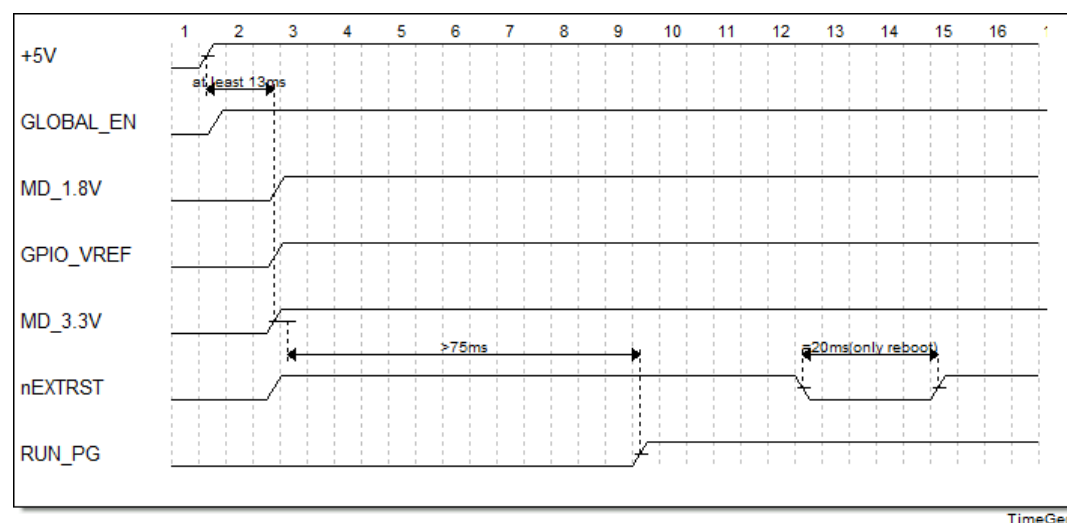 1 2 3 4 5 6 7 8 9 10 11 12 13 14 15 16
+5V
at least 13ms
GLOBAL_EN
MD_1.8V
GPIO_VREF
MD_3.3V
>75ms
=20ms(only reboot)
nEXTRST
RUN_PG